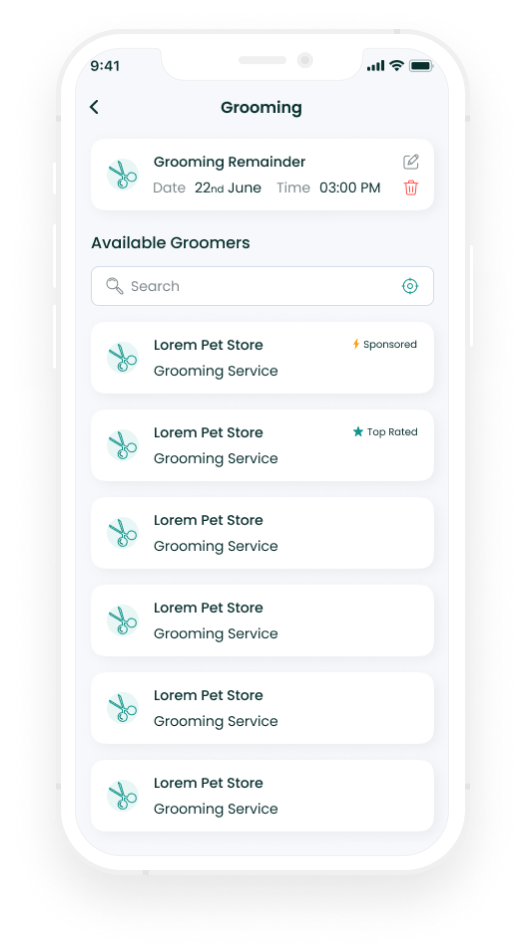 9:41
Grooming
Grooming Remainder
Date 22nd June Time 03:00 PM
Available Groomers
Search
Lorem Pet Store Sponsored
Grooming Service
Lorem Pet Store Top Rated
Grooming Service
Lorem Pet Store
Grooming Service
Lorem Pet Store
Grooming Service
Lorem Pet Store
Grooming Service
Lorem Pet Store
Grooming Service